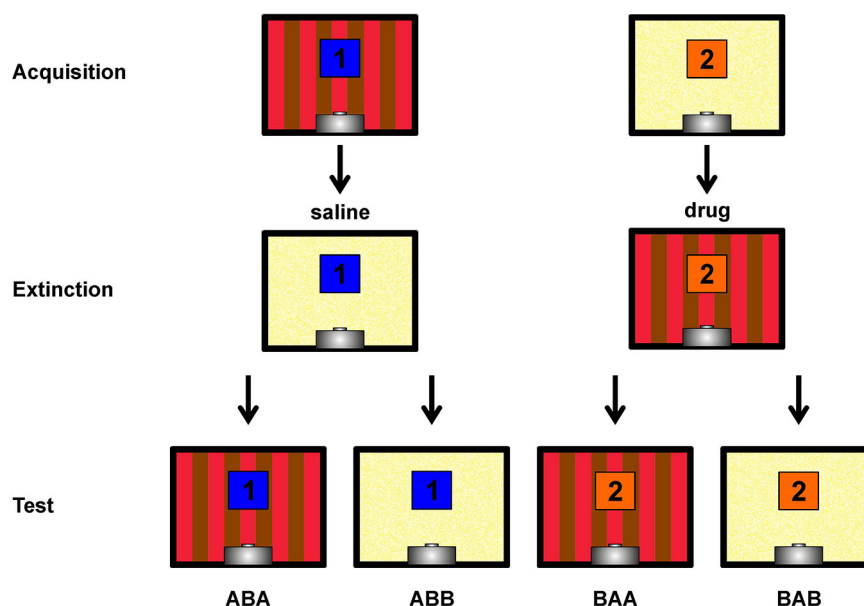 Acquisition
1
2
saline
drug
Extinction
1
2
Test
1
1
2
2
ABA
ABB
BAA
BAB